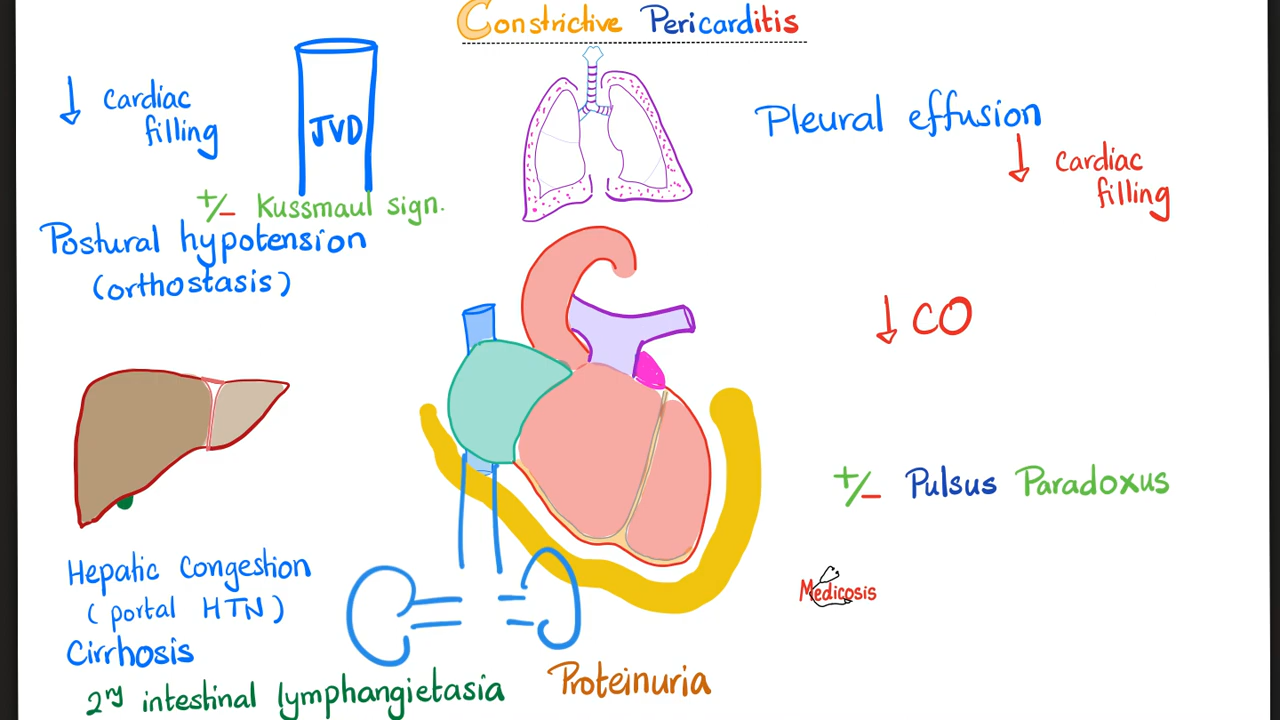 Constrictive Pericarditis
↓ cardiac
filling
JVD
+/- Kussmaul sign.
Postural hypotension
(orthostasis)
Pleural effusion
↓ cardiac
filling
↓ CO
+/- Pulsus Paradoxus
Hepatic Congestion
(portal HTN)
Cirrhosis
2ry intestinal lymphangietasia
Proteinuria
Medicosis